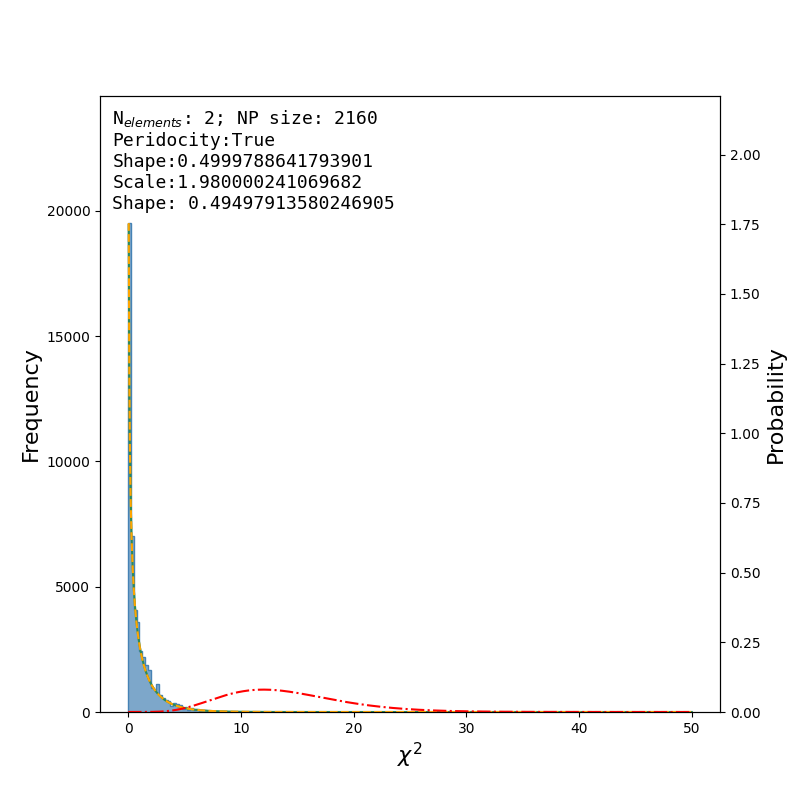 N_elements: 2; NP size: 2160
Peridocity:True
Shape:0.4999788641793901
Scale:1.980000241069682
Shape: 0.49497913580246905
20000
15000
10000
5000
0
Frequency
2.00
1.75
1.50
1.25
1.00
0.75
0.50
0.25
0.00
Probability
0 10 20 30 40 50
χ²